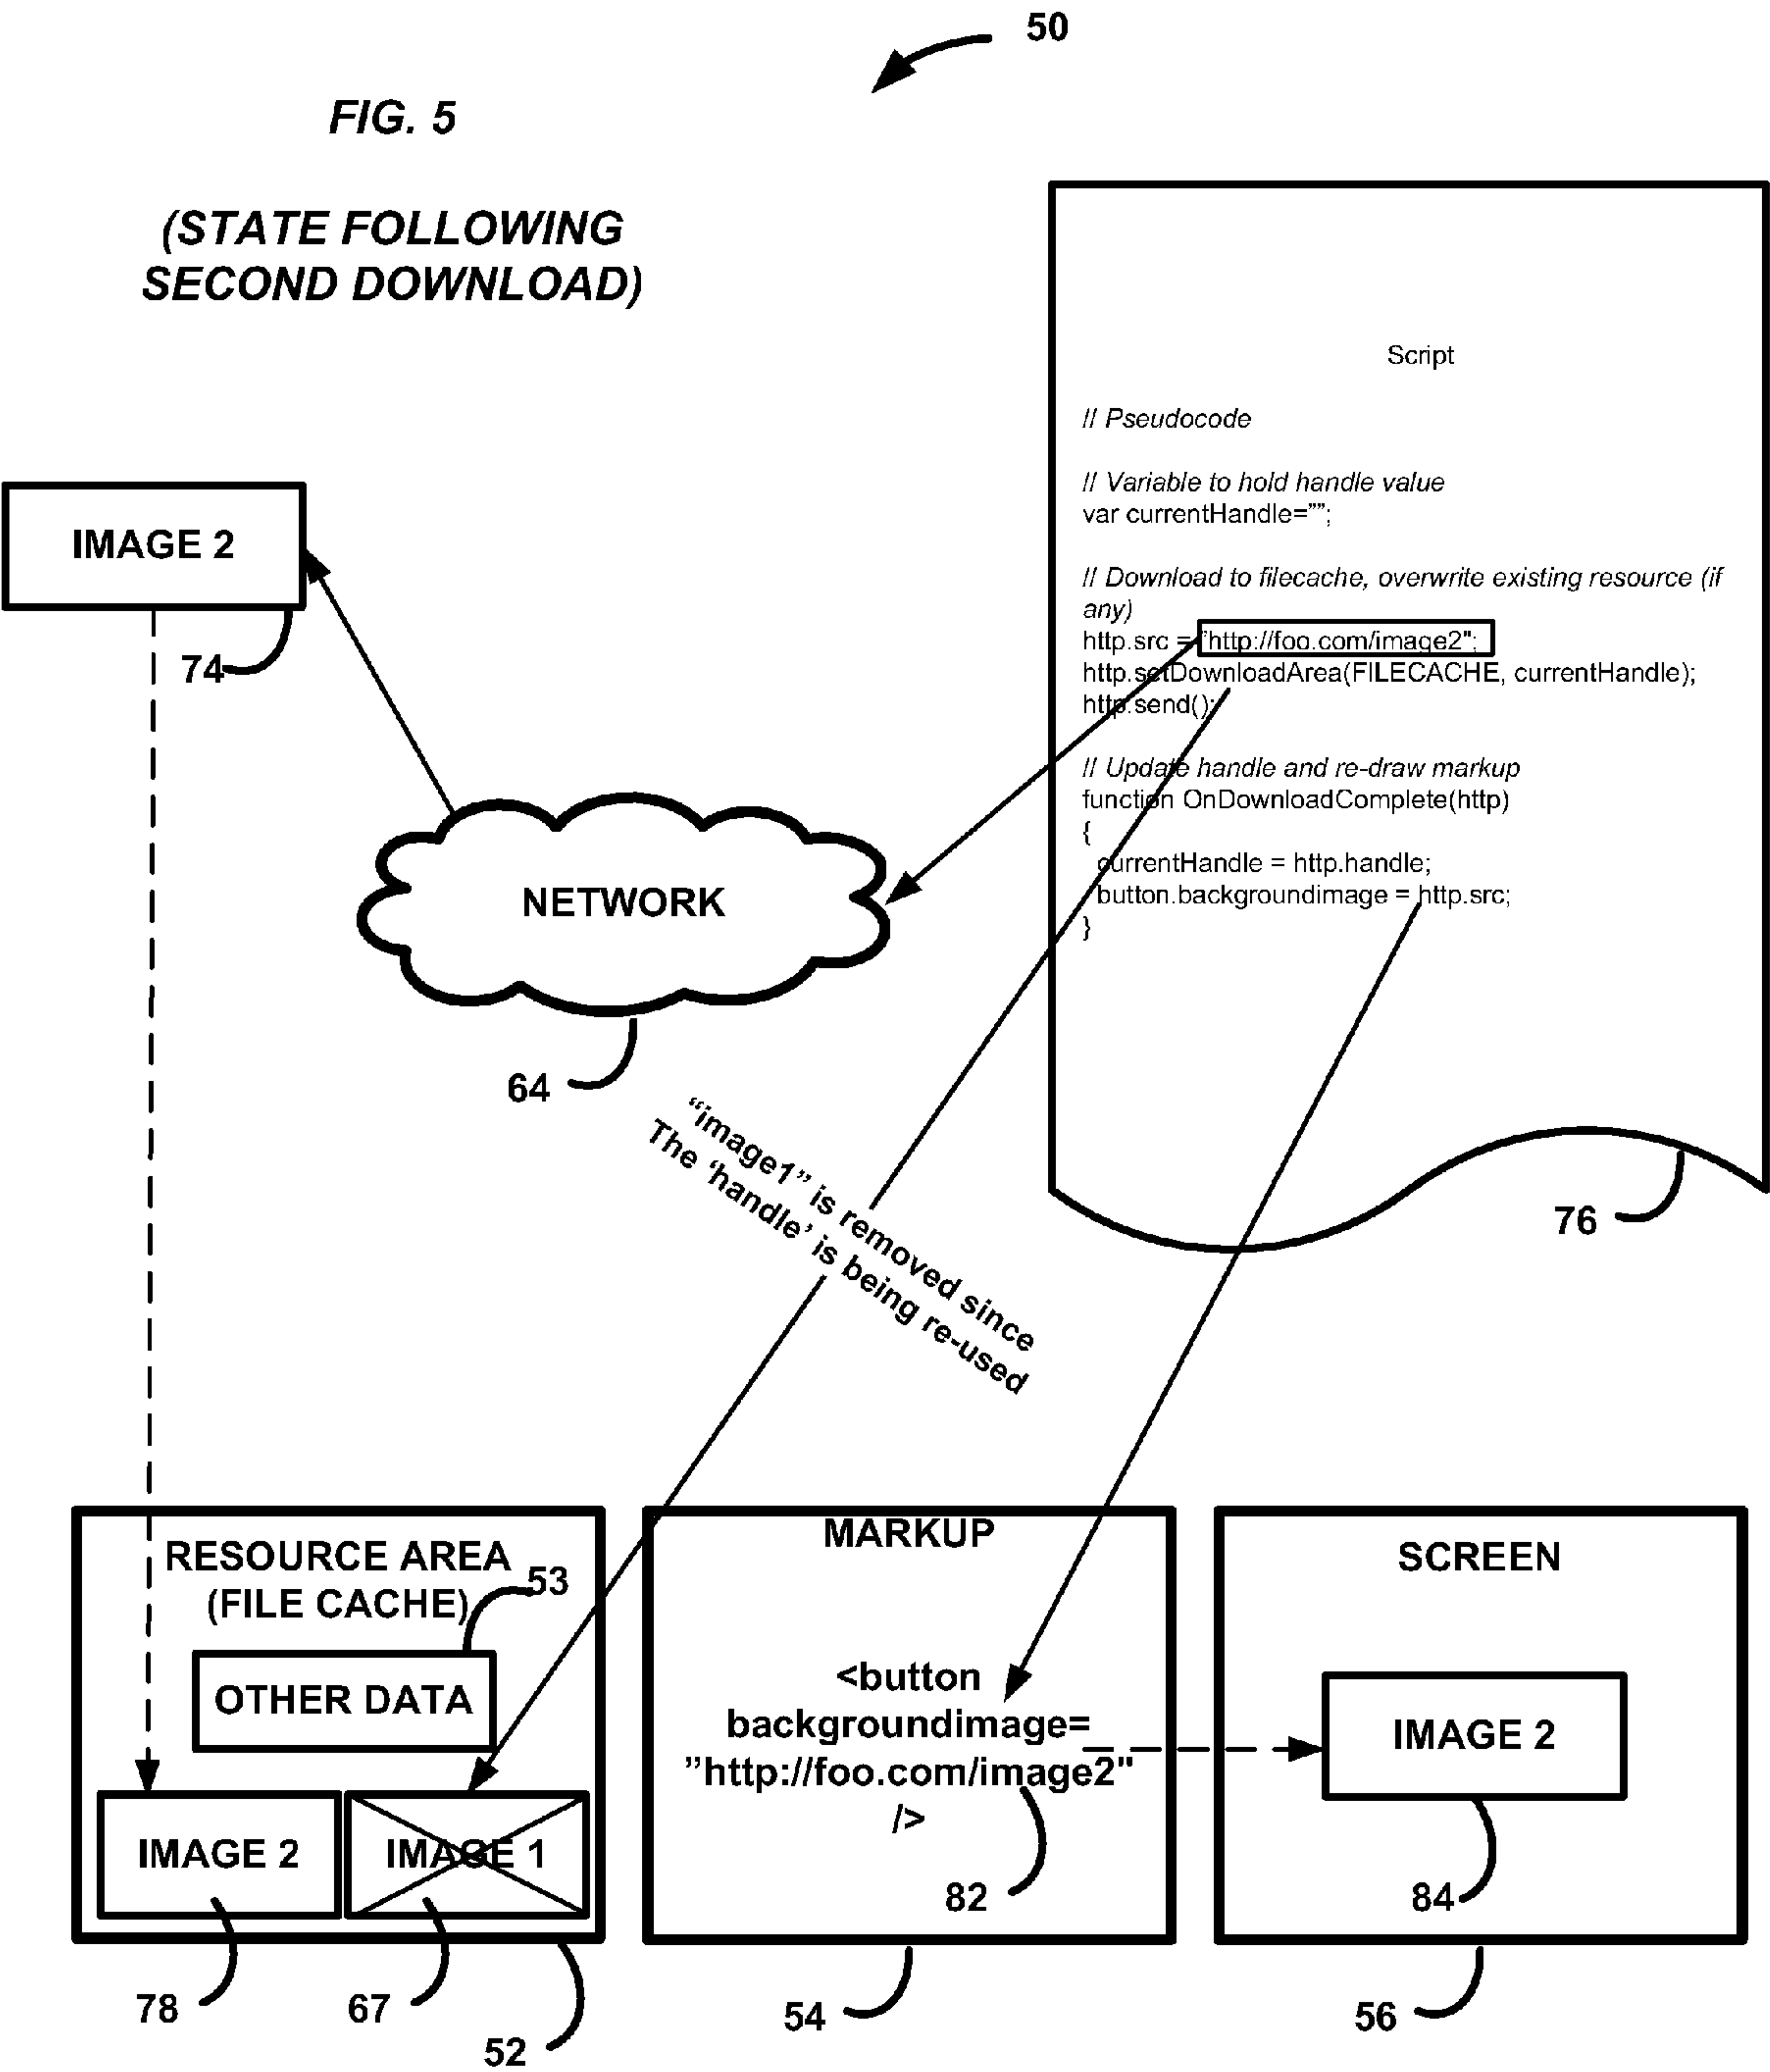 50
FIG. 5
(STATE FOLLOWING
SECOND DOWNLOAD)
Script
// Pseudocode
// Variable to hold handle value
var currentHandle="”;
// Download to filecache, overwrite existing resource (if
any)
http.src = "http://foo.com/image2";
http.setDownloadArea(FILECACHE, currentHandle);
http.send();
// Update handle and re-draw markup
function OnDownloadComplete(http)
{
currentHandle = http.handle;
button.backgroundimage = http.src;
}
76
IMAGE 2
74
NETWORK
64
“image1” is removed since
The ‘handle’ is being re-used
RESOURCE AREA
(FILE CACHE)
53
OTHER DATA
IMAGE 2
IMAGE 1
78
67
52
MARKUP
<button
backgroundimage=
”http://foo.com/image2"
/>
82
54
SCREEN
IMAGE 2
84
56